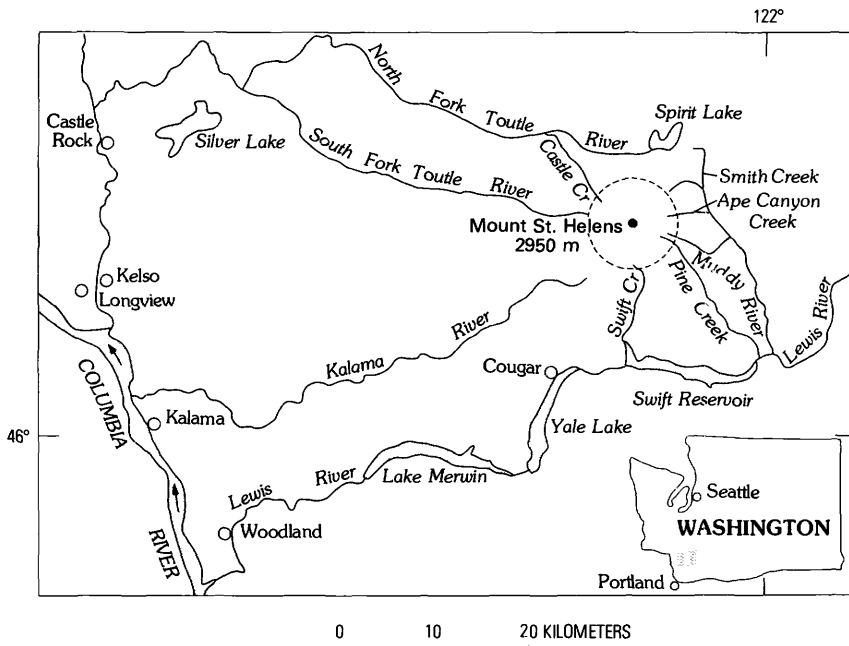 122°
North
Fork Toutle
River
Spirit Lake
Castle
Rock
Silver Lake
South Fork Toutle
River
Castle Cr
Smith Creek
Ape Canyon
Creek
Mount St. Helens
2950 m
Muddy River
Pine Creek
Swift Cr
Lewis River
Kelso
Longview
Kalama
River
Cougar
Swift Reservoir
COLUMBIA
RIVER
Kalama
46°
Yale Lake
Lewis
River
Lake Merwin
Woodland
Seattle
WASHINGTON
Portland
0 10 20 KILOMETERS